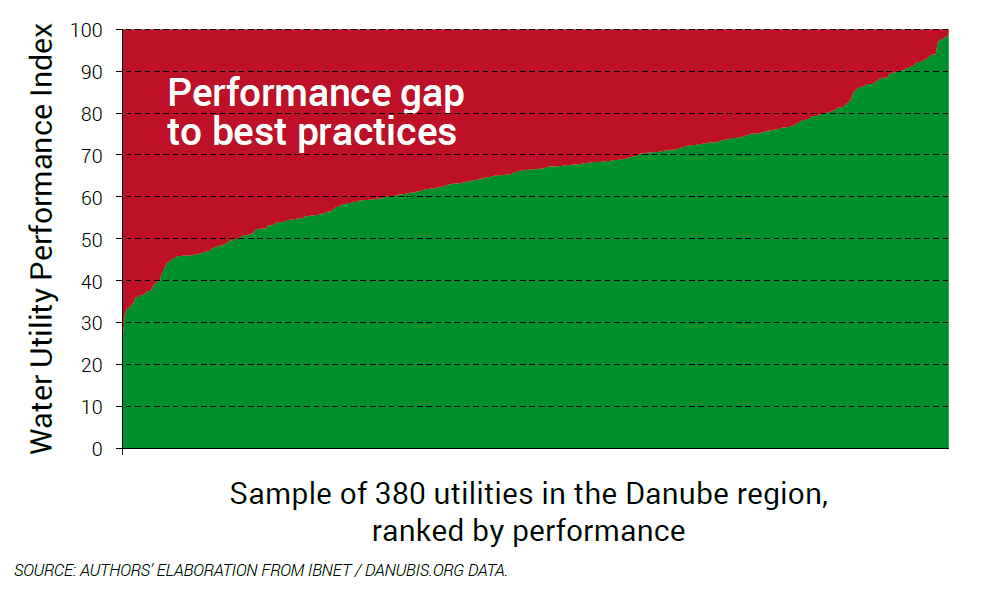 Water Utility Performance Index
100
90
80
70
60
50
40
30
20
10
0
Performance gap
to best practices
Sample of 380 utilities in the Danube region,
ranked by performance
SOURCE: AUTHORS' ELABORATION FROM IBNET / DANUBIS.ORG DATA.